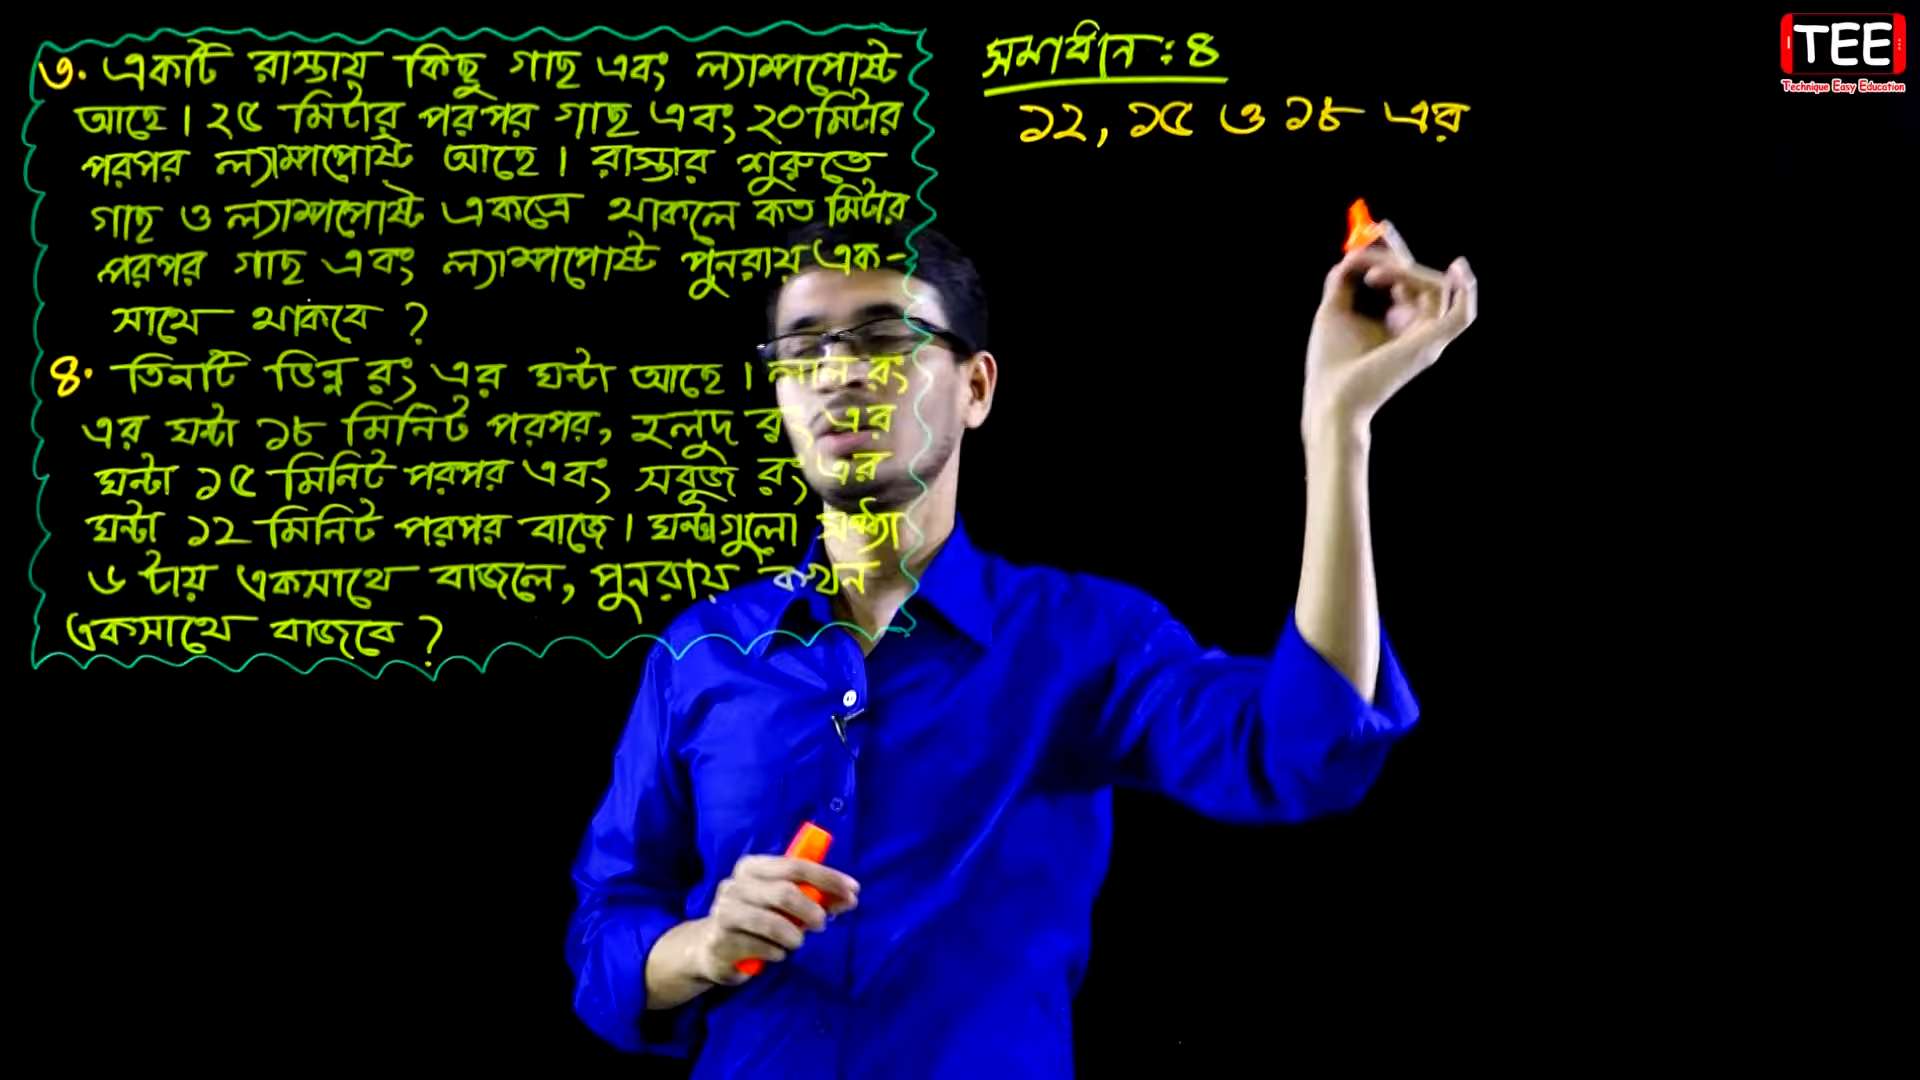 ৩. একটি রাস্তায় কিছু গাছ এবং ল্যাম্পপোষ্ট
আছে। ২৫ মিটার পরপর গাছ এবং ২০ মিটার
পরপর ল্যাম্পপোষ্ট আছে। রাস্তার শুরুতে
গাছ ও ল্যাম্পপোষ্ট একত্রে থাকলে কত মিটার
পরপর গাছ এবং ল্যাম্পপোষ্ট পুনরায় এক-
সাথে থাকবে ?
৪. তিনটি ভিন্ন রং এর ঘন্টা আছে। লাল রং
এর ঘন্টা ১৮ মিনিট পরপর, হলুদ রং এর
ঘন্টা ১৫ মিনিট পরপর এবং সবুজ রং এর
ঘন্টা ১২ মিনিট পরপর বাজে। ঘন্টাগুলো সন্ধ্যা
৬ টায় একসাথে বাজলে, পুনরায় কখন
একসাথে বাজবে ?
সমাধান : ৪
১২, ১৫ ও ১৮ এর
TEE
Technique Easy Education